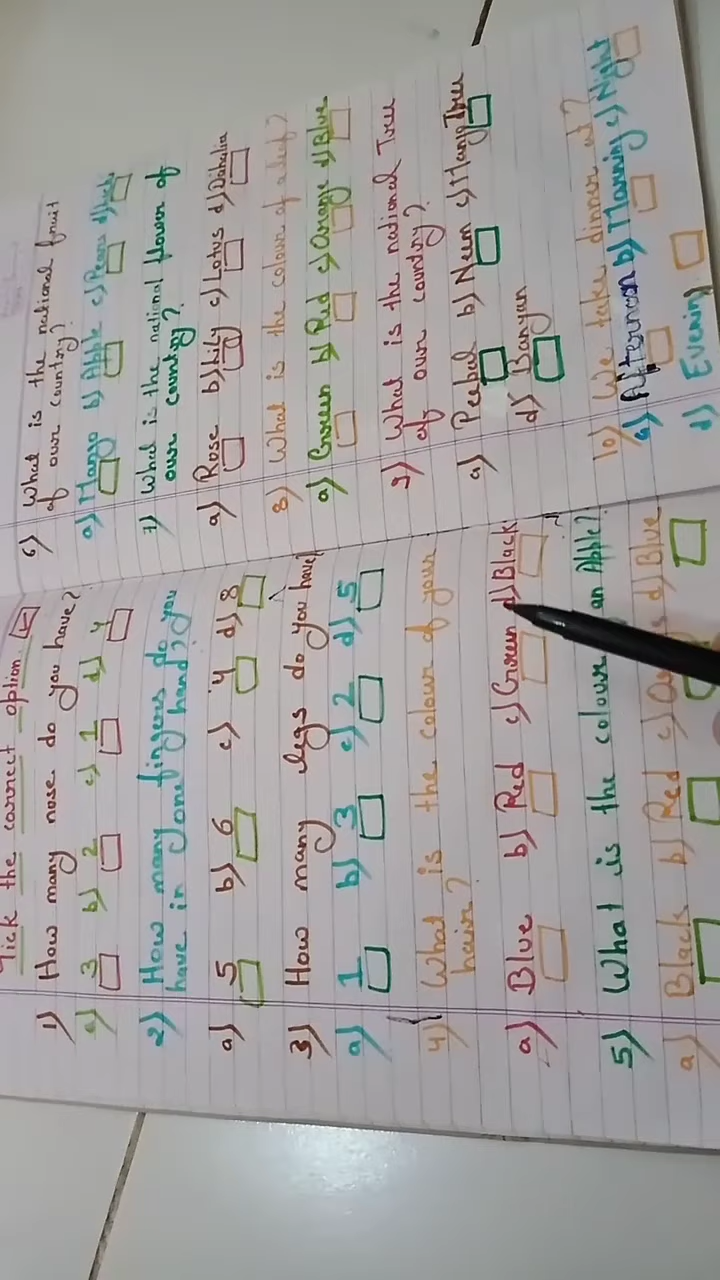 Tick the correct option.
1) How many nose do you have?
a) 3 b) 2 c) 1 d) 4
2) How many fingers do you
have in one hand?
a) 5 b) 6 c) 4 d) 8
3) How many legs do you have?
a) 1 b) 3 c) 2 d) 5
4) What is the colour of your
hair?
a) Blue b) Red c) Green d) Black
5) What is the colour an Apple?
a) Black b) Red c) d) Blue
6) What is the national fruit
of our country?
a) Mango b) Apple c) Pears d)
7) What is the national flower of
our country?
a) Rose b) Lily c) Lotus d) Dahalia
8) What is the colour of a leaf?
a) Green b) Red c) Orange d) Blue
9) What is the national Tree
of our country?
a) Peebal b) Neem c) Mango Tree
d) Banyan
10) We take dinner at?
a) Afternoon b) Manning c) Night
d) Evening